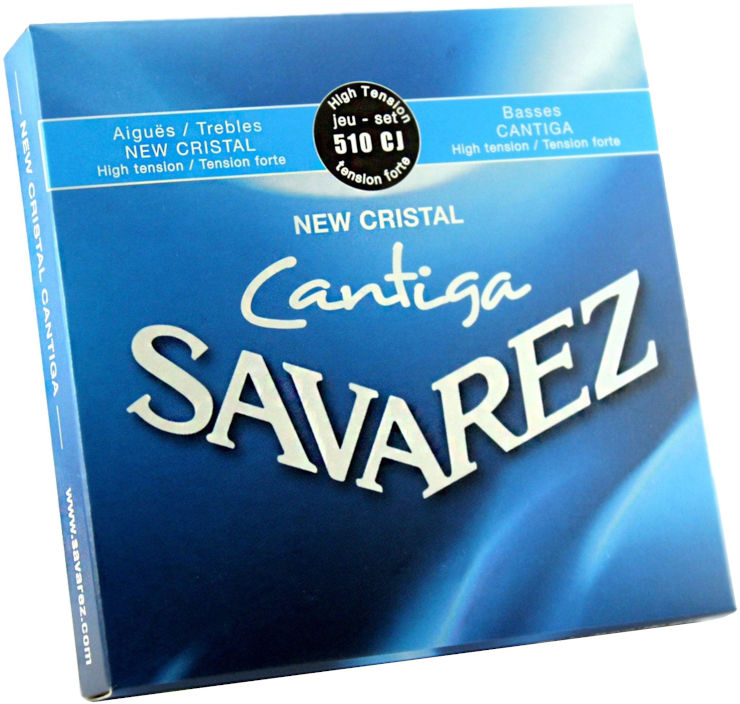 High Tension
jeu - set
510 CJ
tension forte
Aiguës / Trebles
NEW CRISTAL
High tension / Tension forte
Basses
CANTIGA
High tension / Tension forte
NEW CRISTAL
Cantiga
SAVAREZ
NEW CRISTAL CANTIGA
www.savarez.com